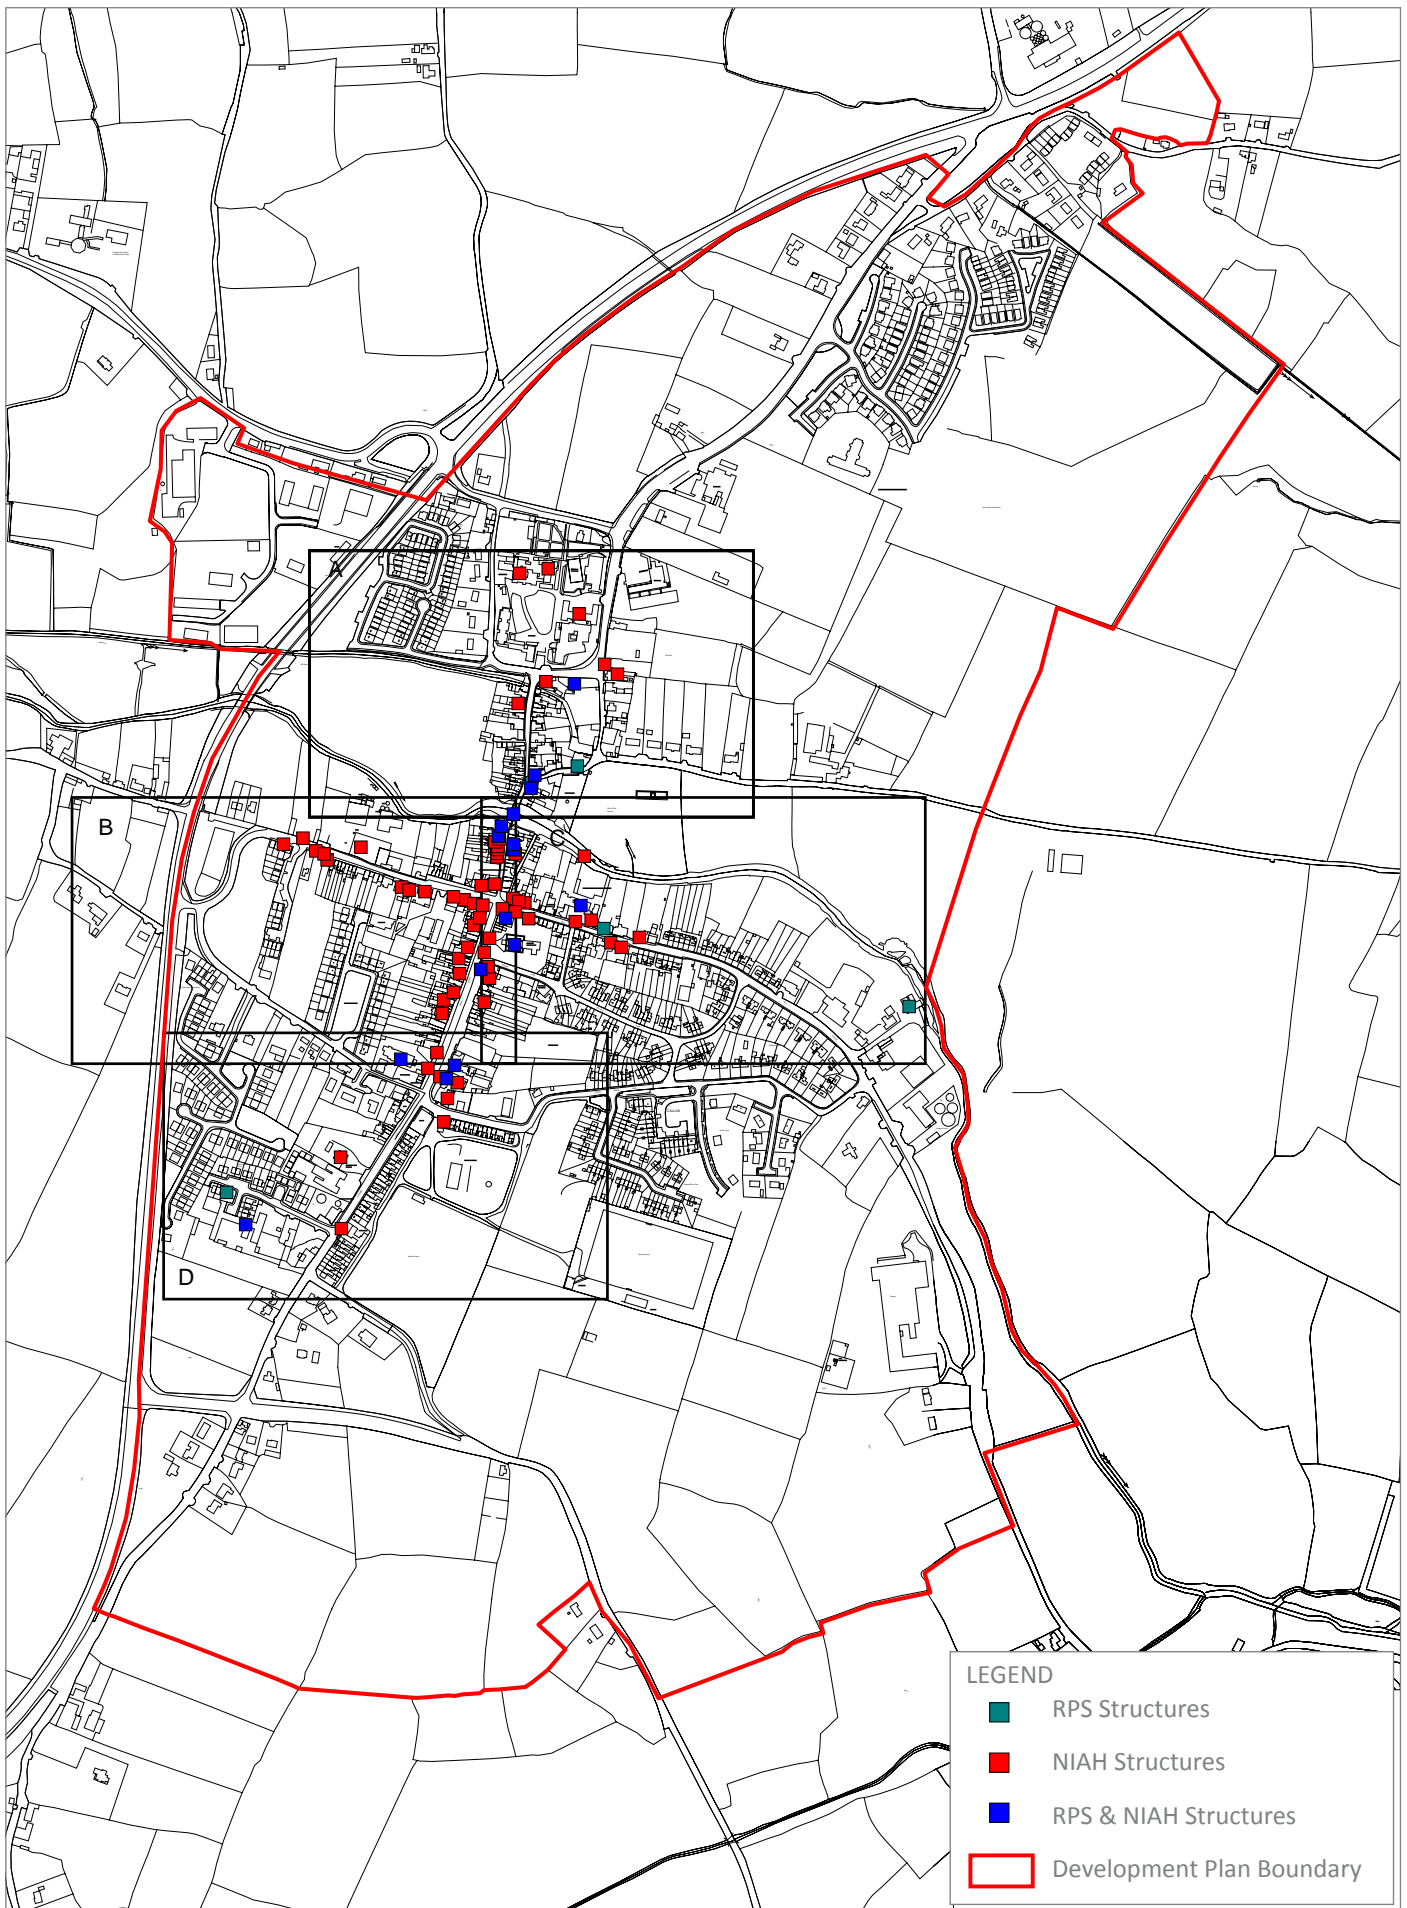 A
B
C
D
LEGEND
RPS Structures
NIAH Structures
RPS & NIAH Structures
Development Plan Boundary